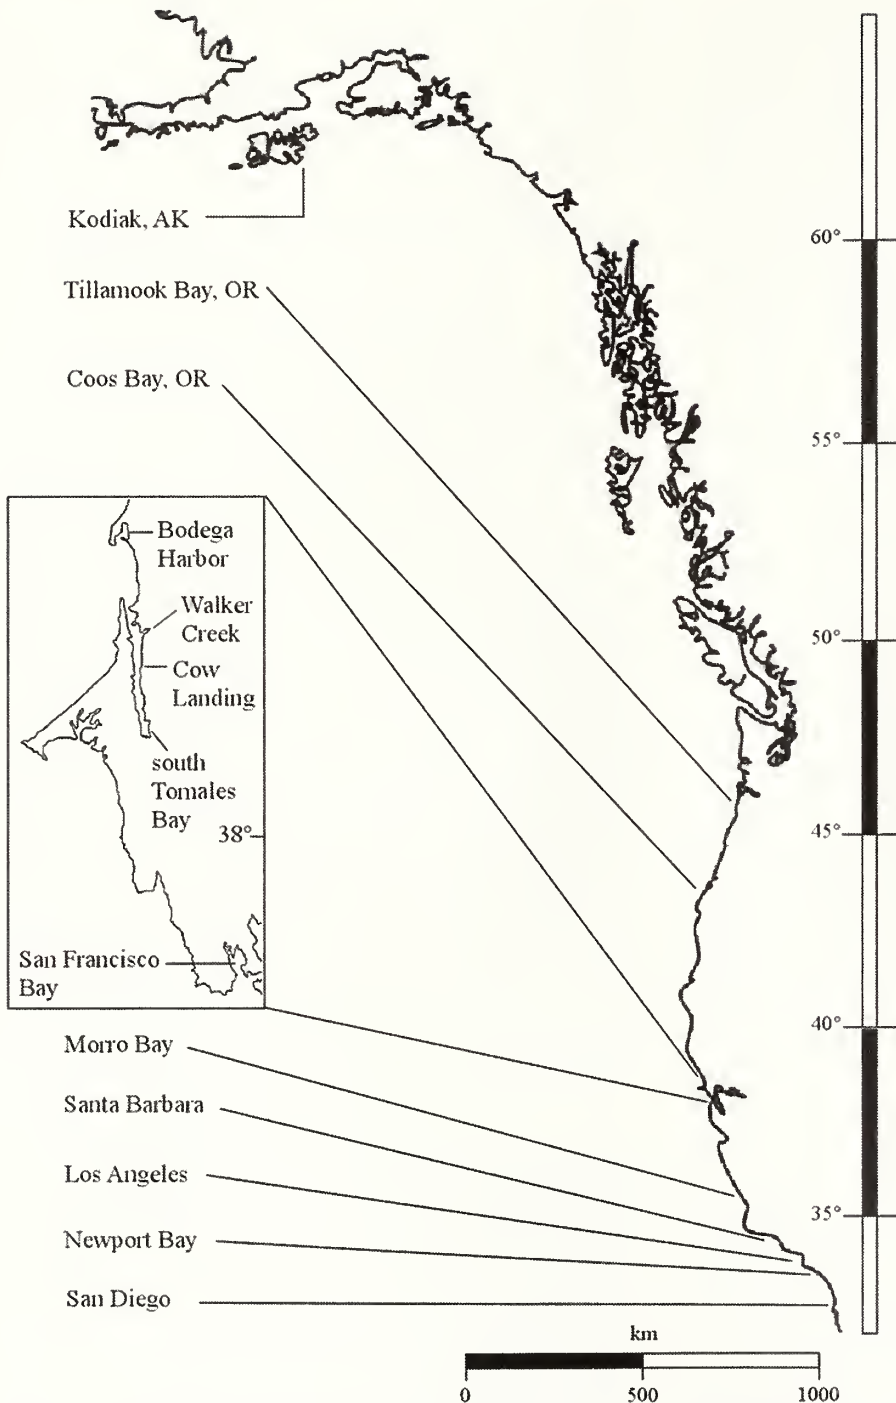 Kodiak, AK
Tillamook Bay, OR
Coos Bay, OR
Bodega
Harbor
Walker
Creek
Cow
Landing
south
Tomales
Bay
38°
San Francisco
Bay
Morro Bay
Santa Barbara
Los Angeles
Newport Bay
San Diego
60°
55°
50°
45°
40°
35°
km
0 500 1000